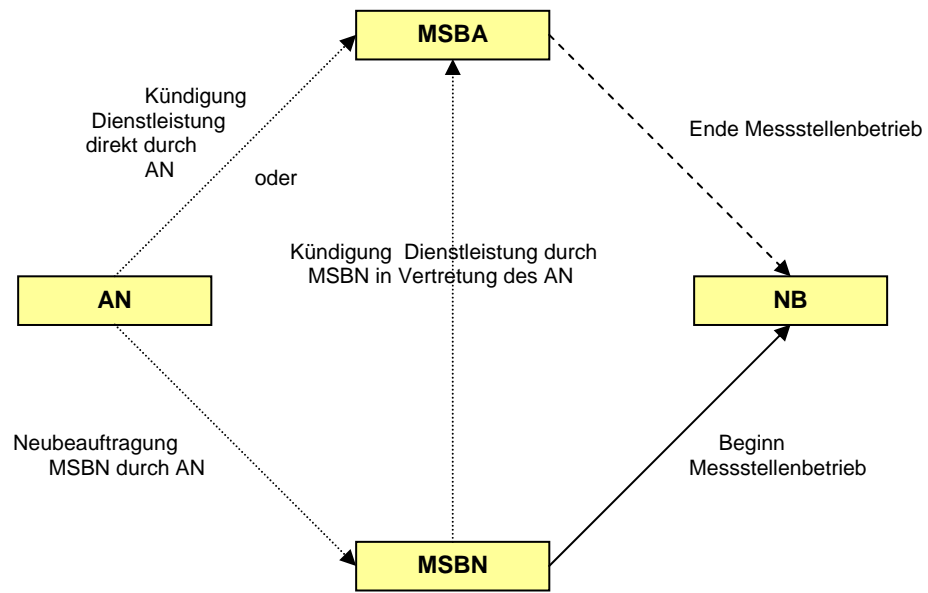 MSBA
Kündigung
Dienstleistung
direkt durch
AN
oder
Ende Messstellenbetrieb
Kündigung Dienstleistung durch
MSBN in Vertretung des AN
AN
NB
Neubeauftragung
MSBN durch AN
Beginn
Messstellenbetrieb
MSBN